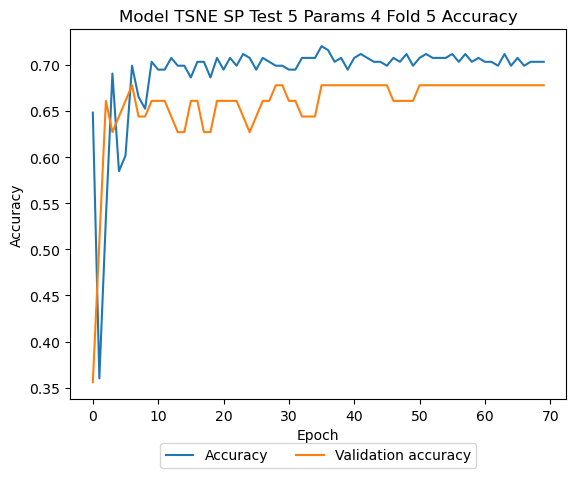 Model TSNE SP Test 5 Params 4 Fold 5 Accuracy
Accuracy
0.70
0.65
0.60
0.55
0.50
0.45
0.40
0.35
0 10 20 30 40 50 60 70
Epoch
Accuracy Validation accuracy